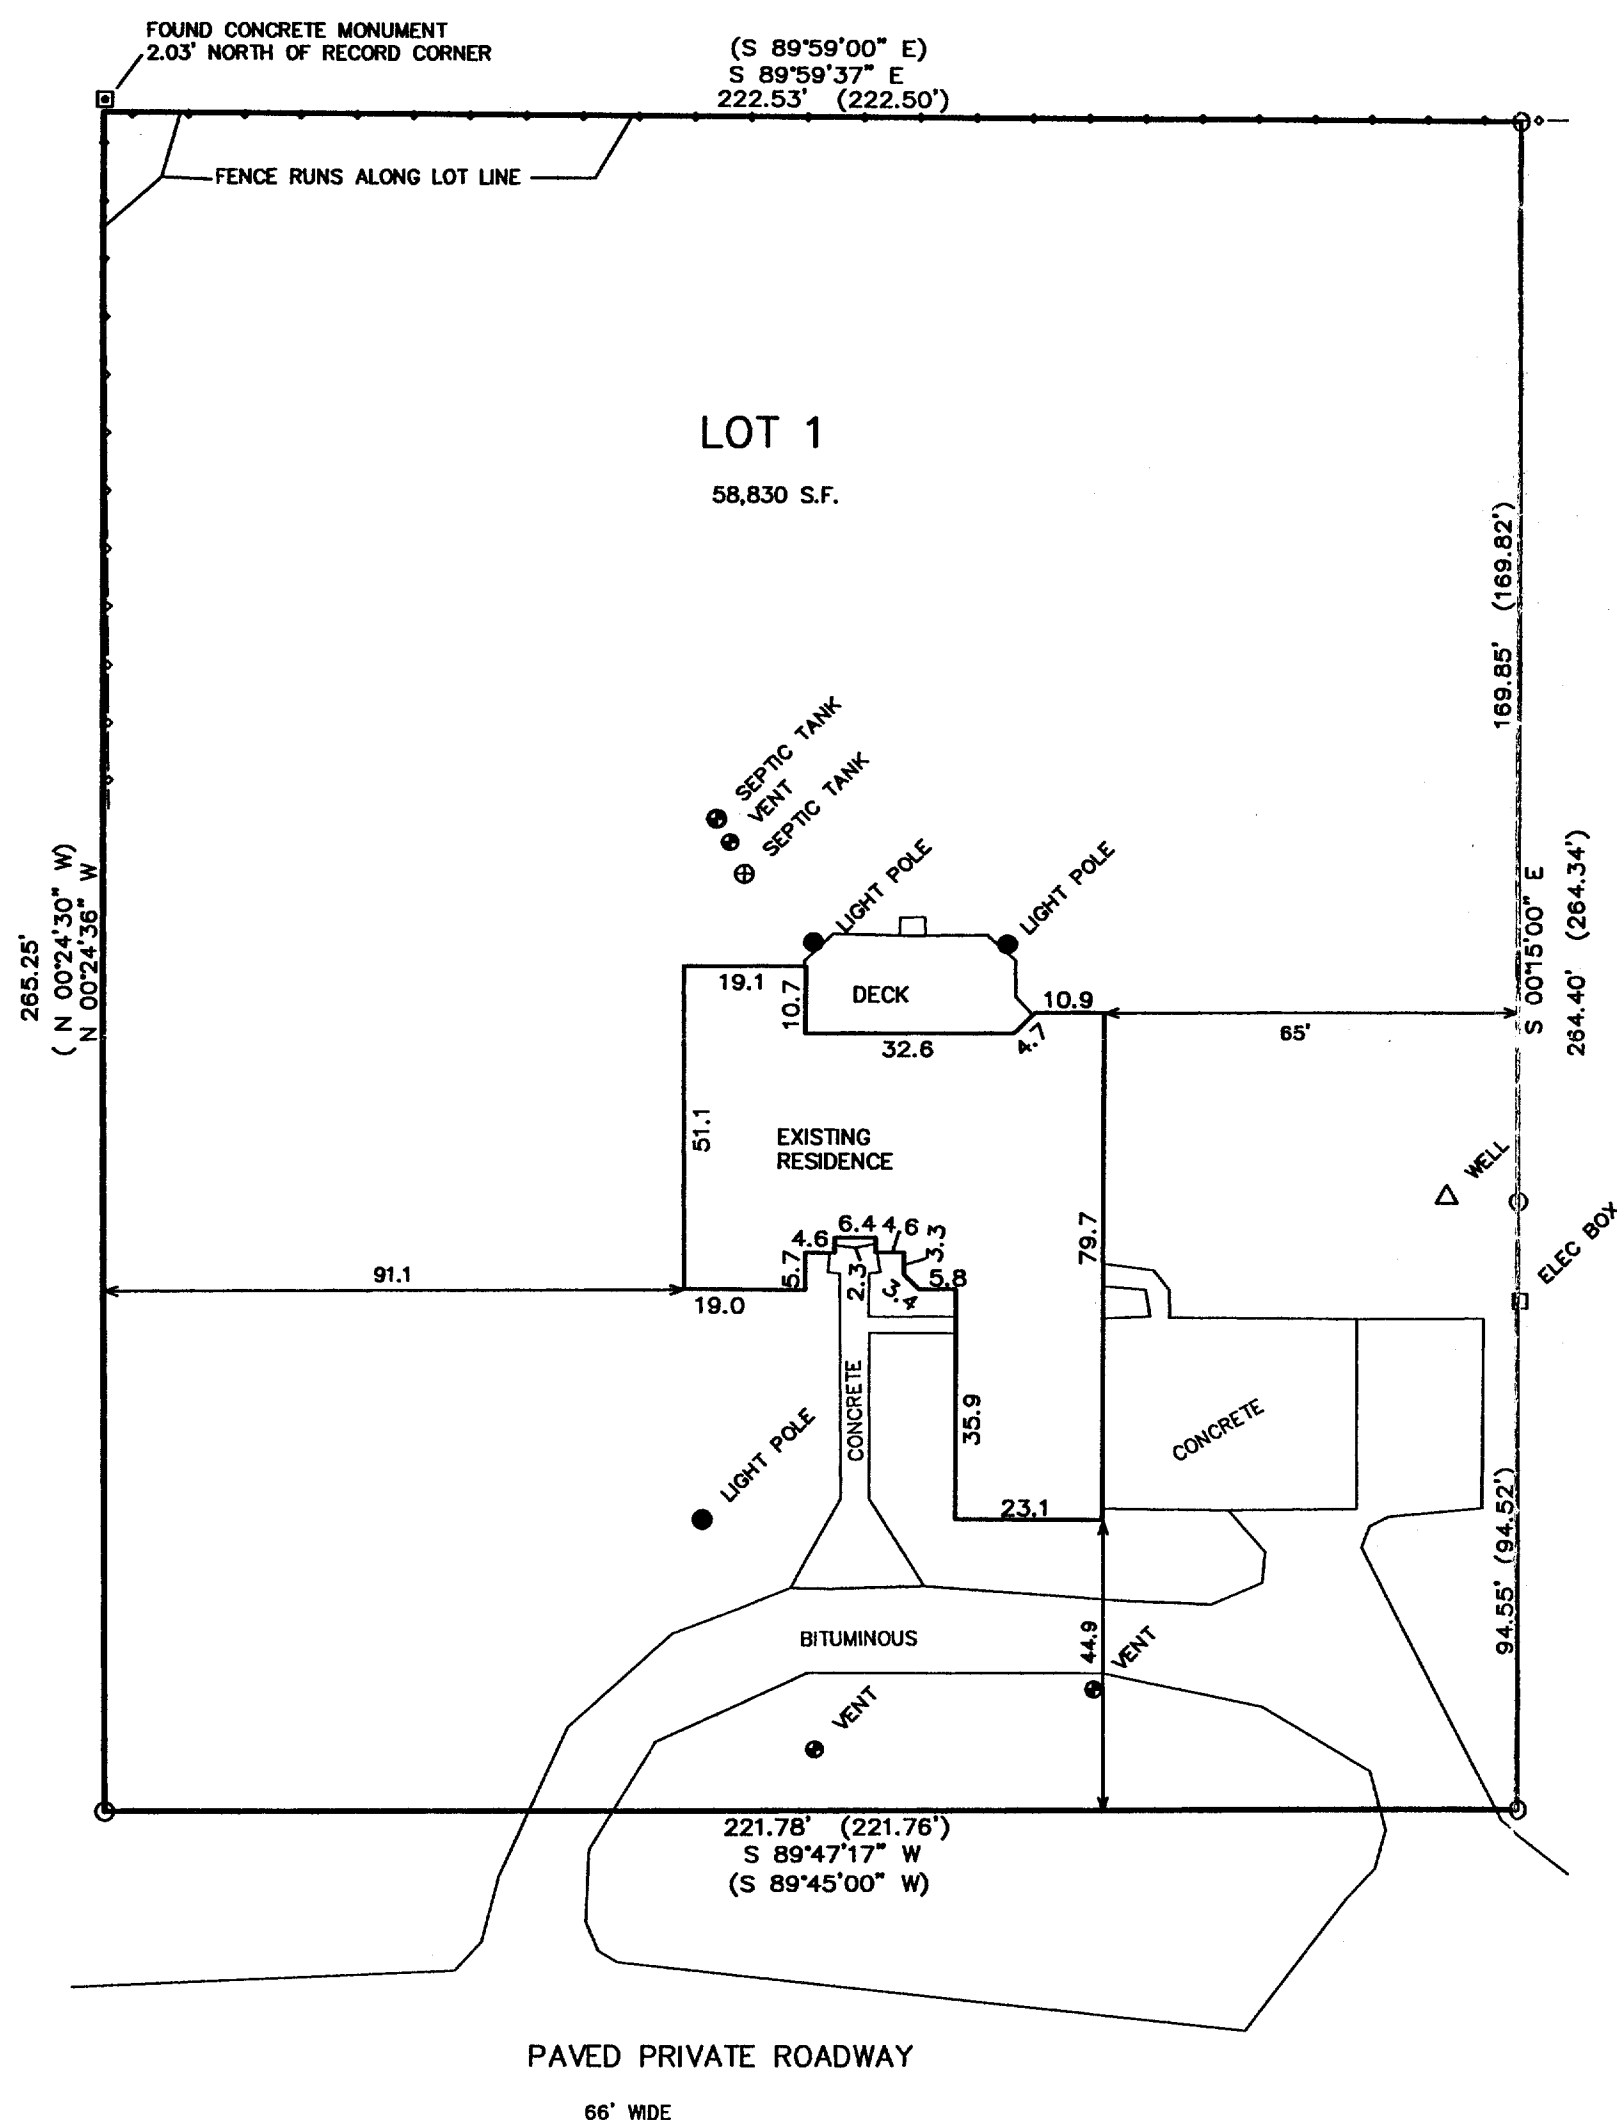 FOUND CONCRETE MONUMENT
2.03' NORTH OF RECORD CORNER
(S 89°59'00" E)
S 89°59'37" E
222.53' (222.50')
FENCE RUNS ALONG LOT LINE
LOT 1
58,830 S.F.
169.85' (169.82')
SEPTIC TANK
VENT
SEPTIC TANK
LIGHT POLE
LIGHT POLE
265.25'
( N 00°24'30" W)
N 00°24'36" W
S 00°15'00" E
264.40' (264.34')
19.1
10.7
DECK
10.9
32.6
4.7
65'
51.1
EXISTING
RESIDENCE
WELL
79.7
6.4
4.6
4.6
3.3
5.7
2.3
3.4
5.8
ELEC BOX
91.1
19.0
CONCRETE
35.9
CONCRETE
LIGHT POLE
23.1
94.55' (94.52')
BITUMINOUS
44.9
VENT
VENT
221.78' (221.76')
S 89°47'17" W
(S 89°45'00" W)
PAVED PRIVATE ROADWAY
66' WIDE